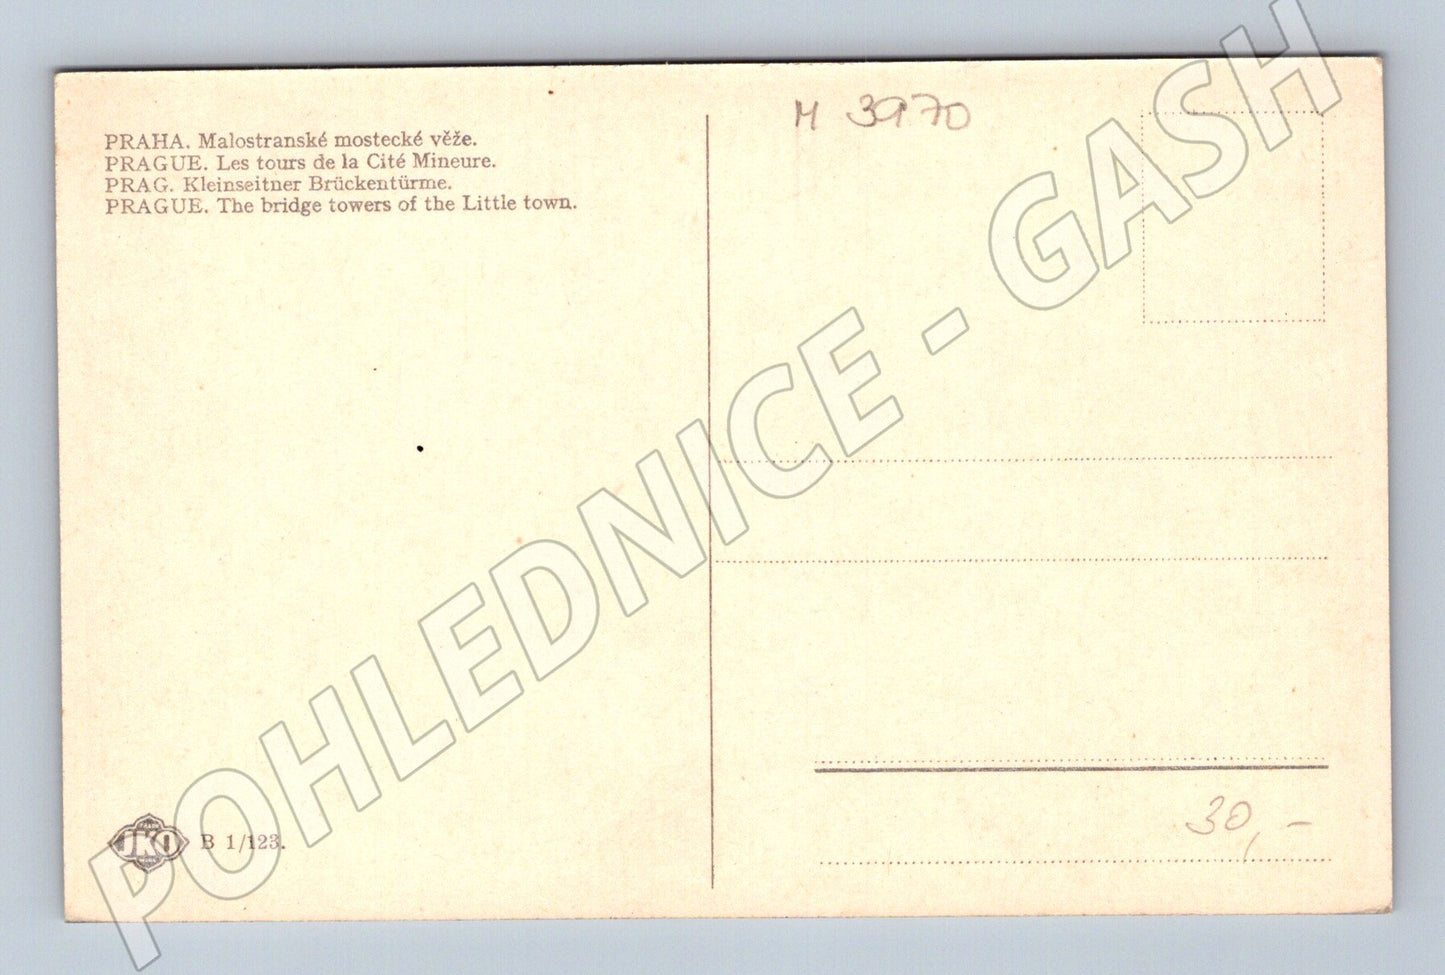 PRAHA. Malostranské mostecké věže.
PRAGUE. Les tours de la Cité Mineure.
PRAG. Kleinseitner Brückentürme.
PRAGUE. The bridge towers of the Little town.
M 3970
POHLEDNICE - GASH
JKO B 1/123.
30,-